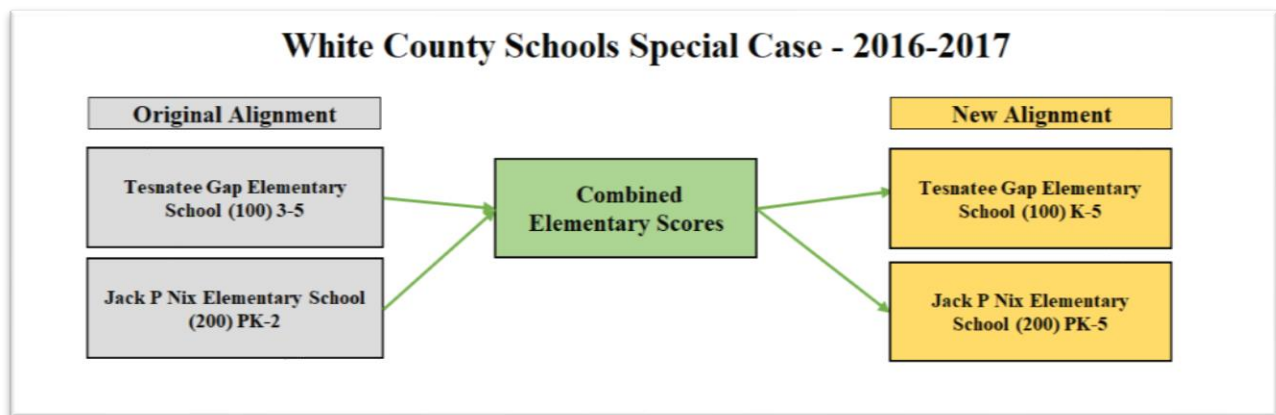 White County Schools Special Case - 2016-2017
Original Alignment
Tesnatee Gap Elementary
School (100) 3-5
Jack P Nix Elementary School
(200) PK-2
Combined
Elementary Scores
New Alignment
Tesnatee Gap Elementary
School (100) K-5
Jack P Nix Elementary
School (200) PK-5